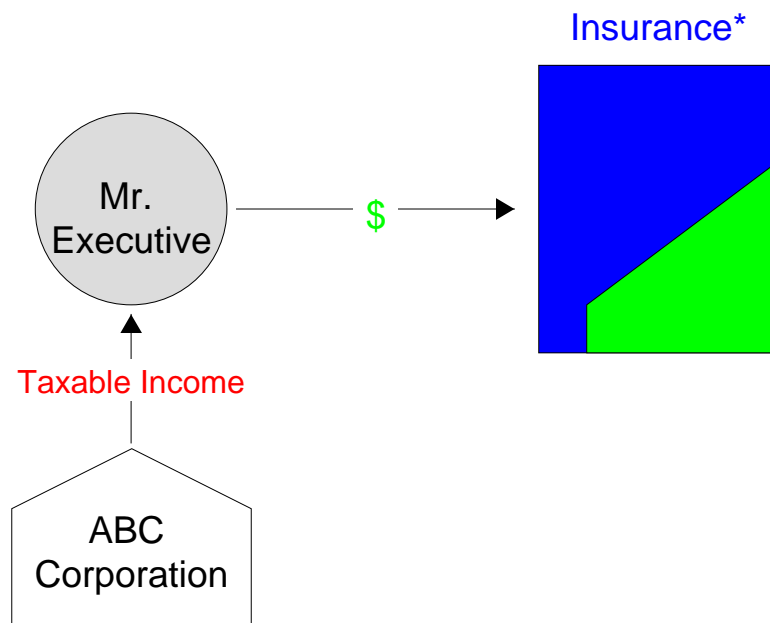 Insurance*
Mr.
Executive
$
Taxable Income
ABC
Corporation